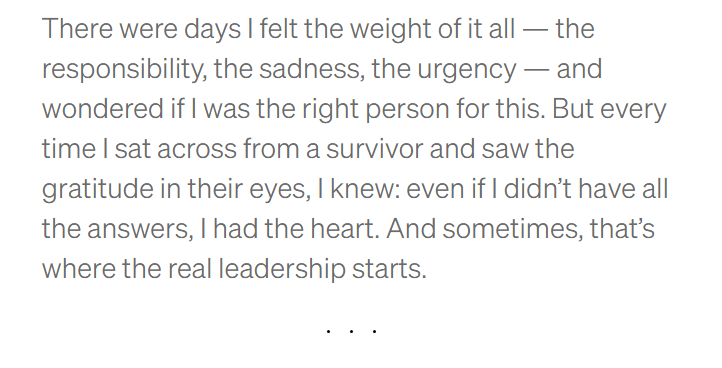 There were days I felt the weight of it all — the
responsibility, the sadness, the urgency — and
wondered if I was the right person for this. But every
time I sat across from a survivor and saw the
gratitude in their eyes, I knew: even if I didn’t have all
the answers, I had the heart. And sometimes, that’s
where the real leadership starts.
. . .